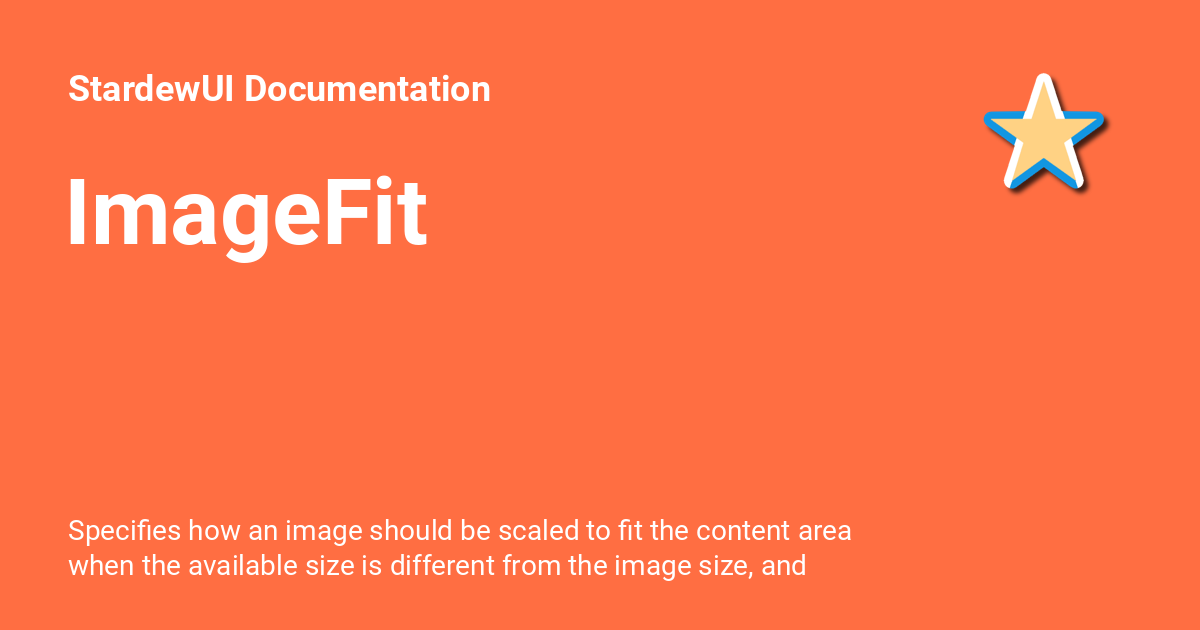 StardewUI Documentation
ImageFit
Specifies how an image should be scaled to fit the content area
when the available size is different from the image size, and